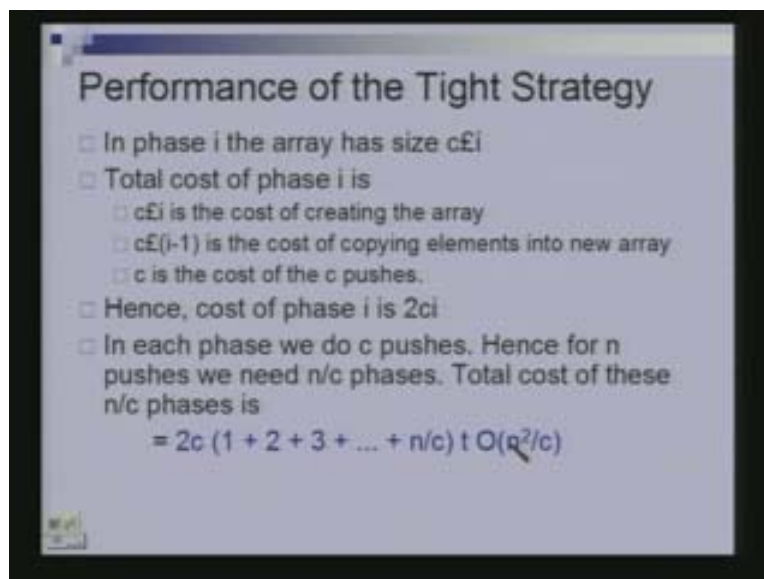 Performance of the Tight Strategy
In phase i the array has size c£i
Total cost of phase i is
c£i is the cost of creating the array
c£(i-1) is the cost of copying elements into new array
c is the cost of the c pushes.
Hence, cost of phase i is 2ci
In each phase we do c pushes. Hence for n
pushes we need n/c phases. Total cost of these
n/c phases is
= 2c (1 + 2 + 3 + ... + n/c) t O(n²/c)